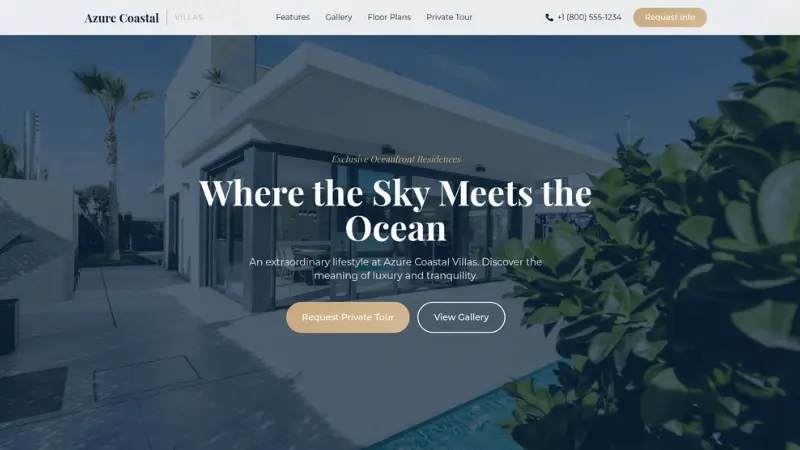 Azure Coastal VILLAS Features Gallery Floor Plans Private Tour +1 (800) 555-1234 Request Info
Exclusive Oceanfront Residences
Where the Sky Meets the
Ocean
An extraordinary lifestyle at Azure Coastal Villas. Discover the
meaning of luxury and tranquility.
Request Private Tour View Gallery